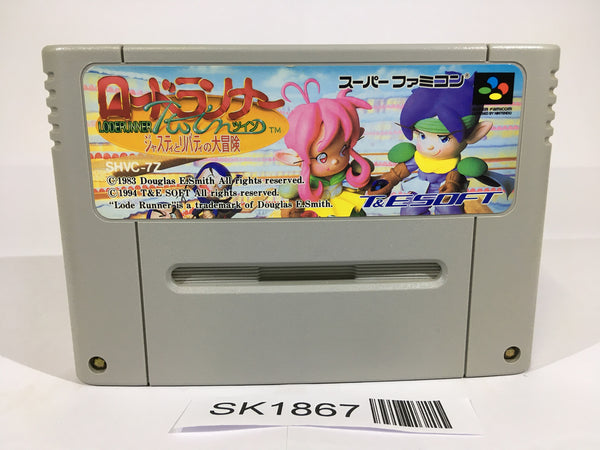 ロードランナー
スーパーファミコン®
LODERUNNER Twin ツイン TM
ジャスティとリバティの大冒険
SHVC-7Z
©1983 Douglas E.Smith All rights reserved.
©1994 T&E SOFT All rights reserved.
"Lode Runner"is a trademark of Douglas E.Smith.
T&E SOFT
SK1867